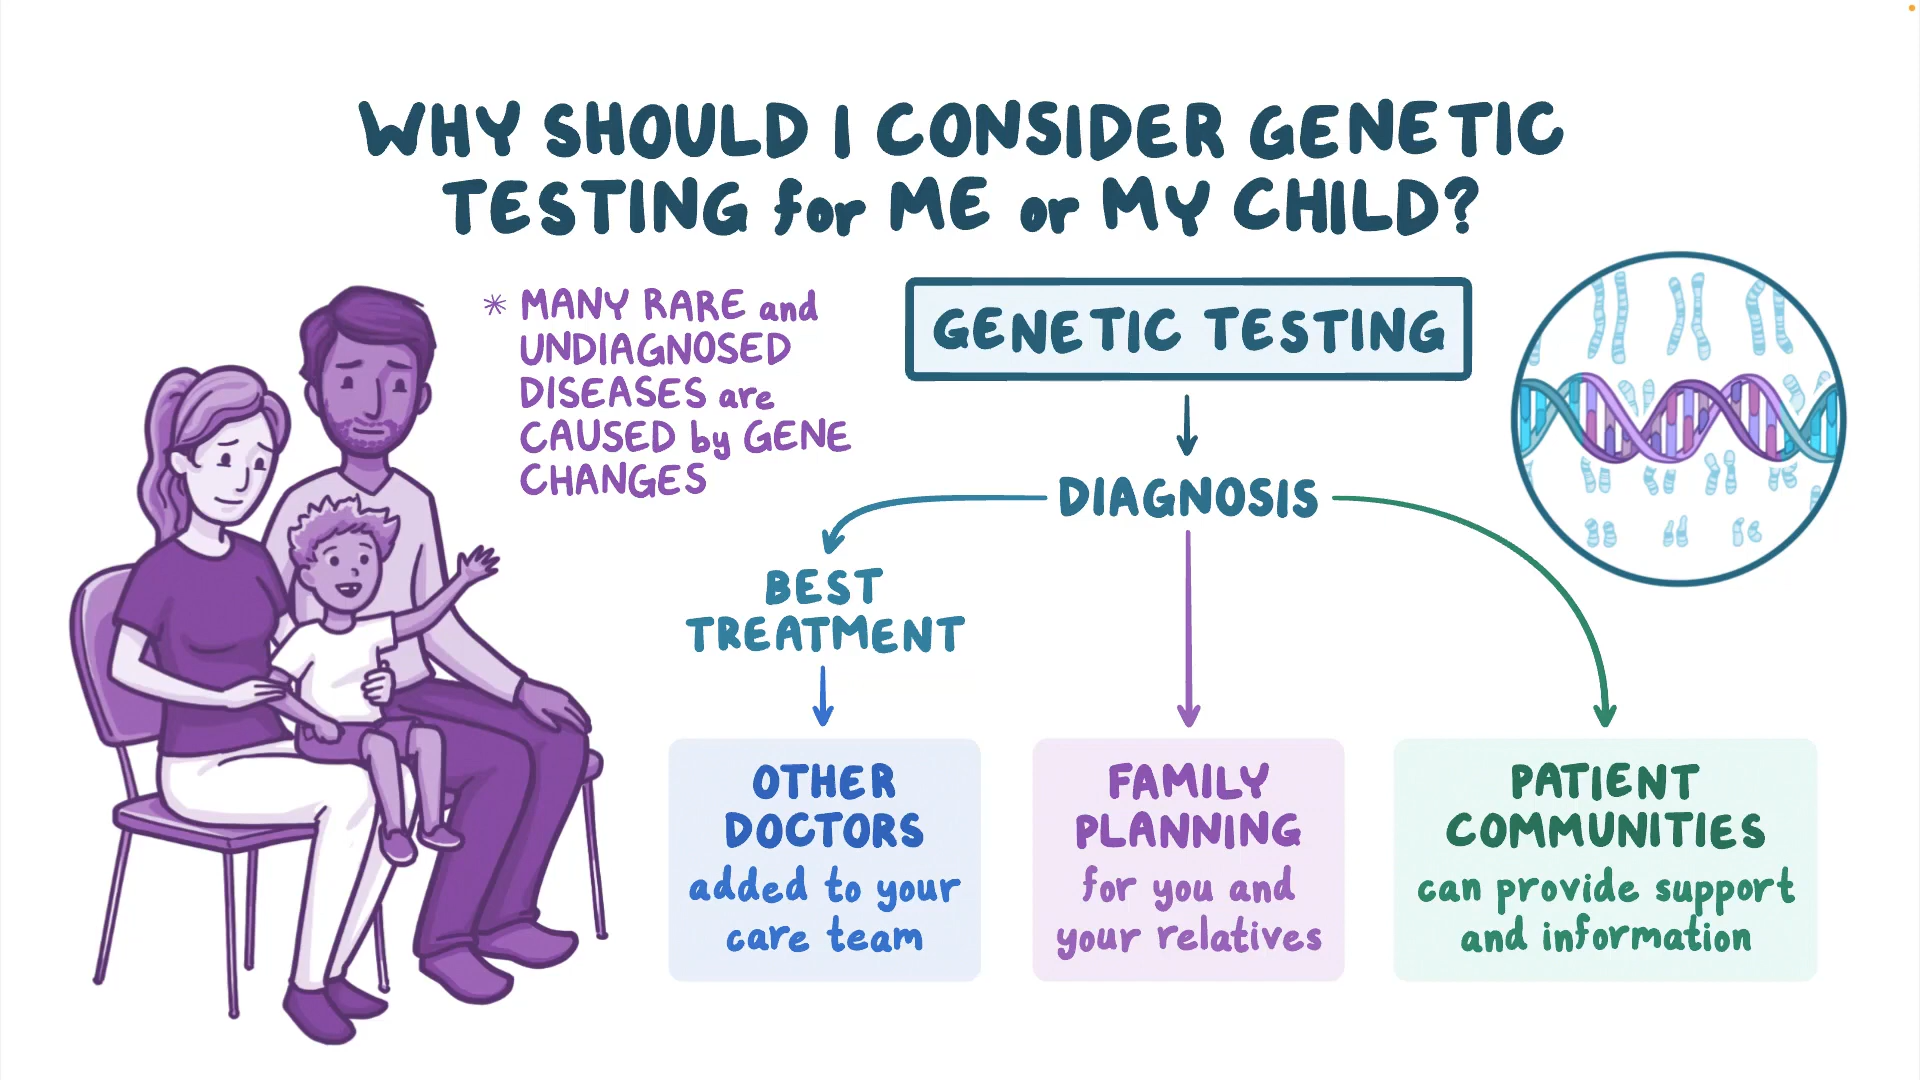 WHY SHOULD I CONSIDER GENETIC
TESTING for ME or MY CHILD?
* MANY RARE and
UNDIAGNOSED
DISEASES are
CAUSED by GENE
CHANGES
GENETIC TESTING
DIAGNOSIS
BEST
TREATMENT
OTHER
DOCTORS
added to your
care team
FAMILY
PLANNING
for you and
your relatives
PATIENT
COMMUNITIES
can provide support
and information